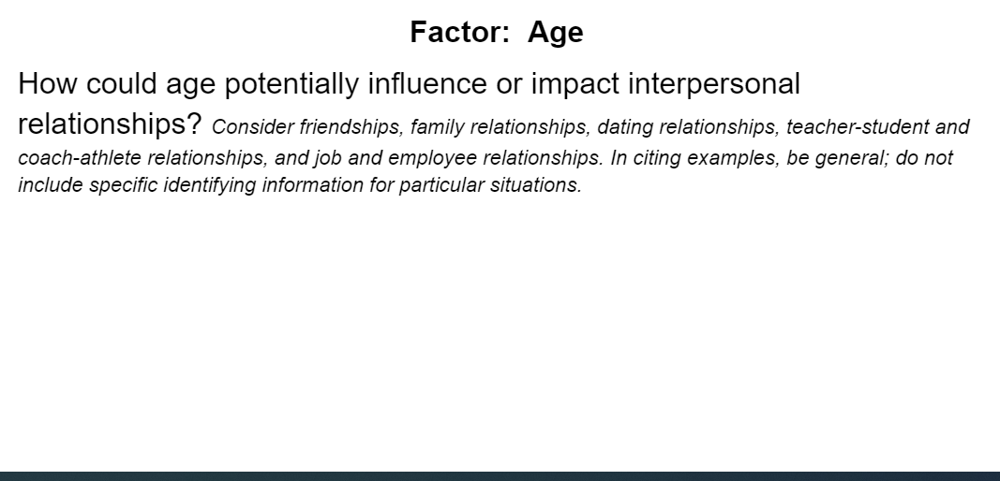 Factor:  Age
How could age potentially influence or impact interpersonal
relationships? Consider friendships, family relationships, dating relationships, teacher-student and
coach-athlete relationships, and job and employee relationships. In citing examples, be general; do not
include specific identifying information for particular situations.